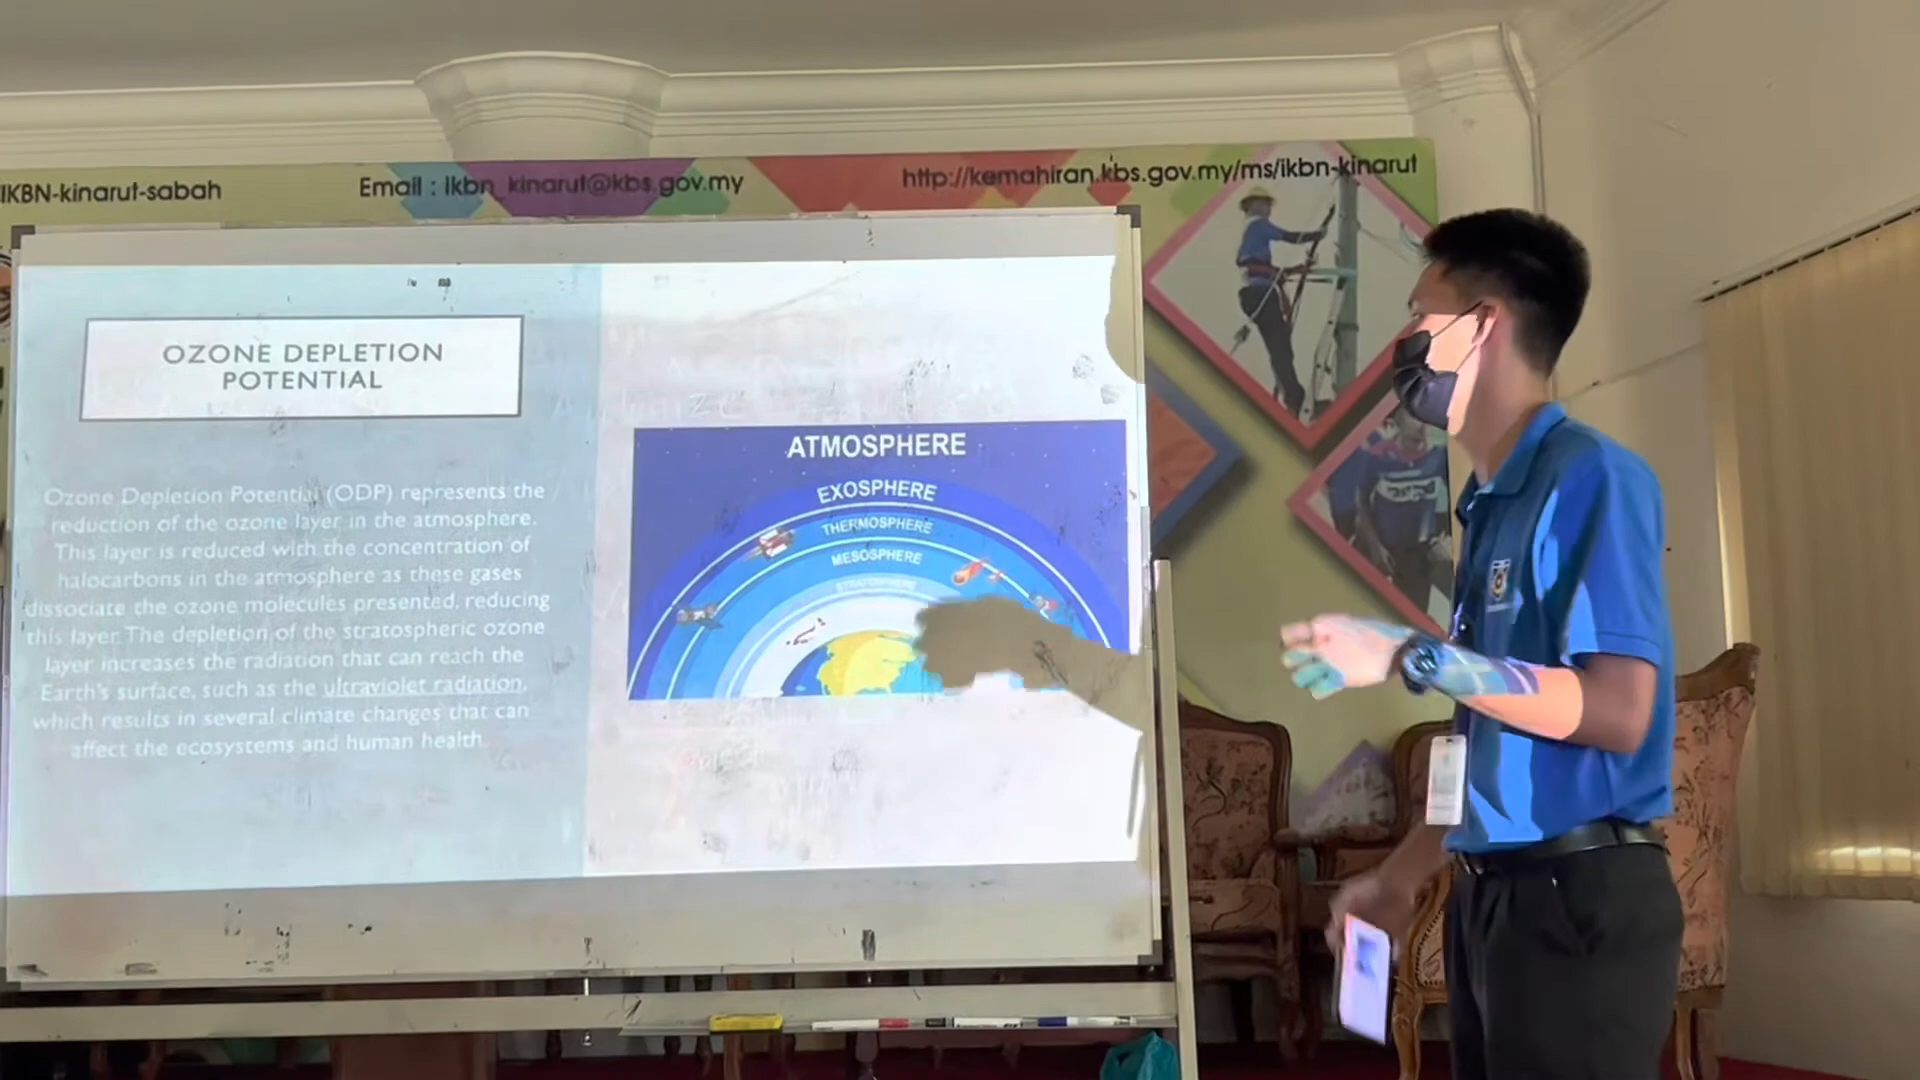 IKBN-kinarut-sabah
Email : ikbn_kinarut@kbs.gov.my
http://kemahiran.kbs.gov.my/ms/ikbn-kinarut
OZONE DEPLETION
POTENTIAL
Ozone Depletion Potential (ODP) represents the
reduction of the ozone layer in the atmosphere.
This layer is reduced with the concentration of
halocarbons in the atmosphere as these gases
dissociate the ozone molecules presented, reducing
this layer. The depletion of the stratospheric ozone
layer increases the radiation that can reach the
Earth's surface, such as the ultraviolet radiation,
which results in several climate changes that can
affect the ecosystems and human health.
ATMOSPHERE
EXOSPHERE
THERMOSPHERE
MESOSPHERE